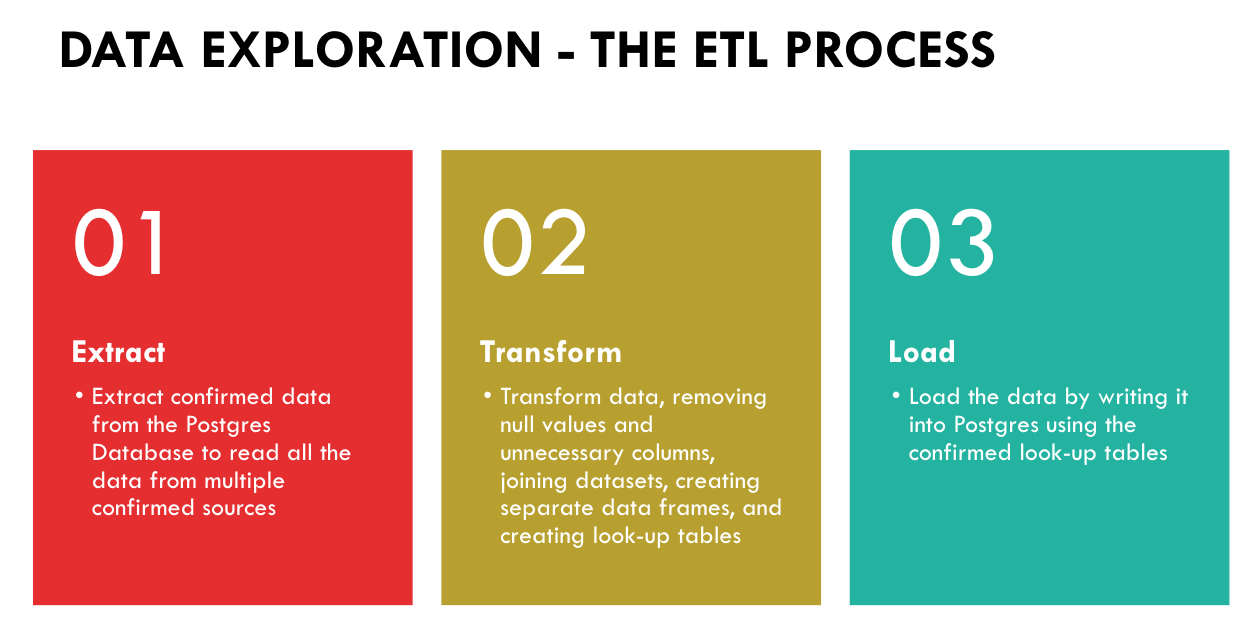 DATA EXPLORATION - THE ETL PROCESS
01
Extract
• Extract confirmed data
from the Postgres
Database to read all the
data from multiple
confirmed sources
02
Transform
• Transform data, removing
null values and
unnecessary columns,
joining datasets, creating
separate data frames, and
creating look-up tables
03
Load
• Load the data by writing it
into Postgres using the
confirmed look-up tables